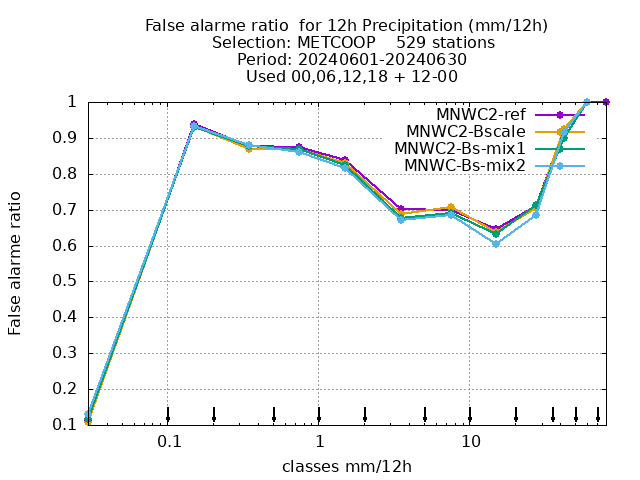 False alarme ratio  for 12h Precipitation (mm/12h)
Selection: METCOOP    529 stations
Period: 20240601-20240630
Used 00,06,12,18 + 12-00
MNWC2-ref
MNWC2-Bscale
MNWC2-Bs-mix1
MNWC-Bs-mix2
False alarme ratio
1
0.9
0.8
0.7
0.6
0.5
0.4
0.3
0.2
0.1
0.1 1 10
classes mm/12h